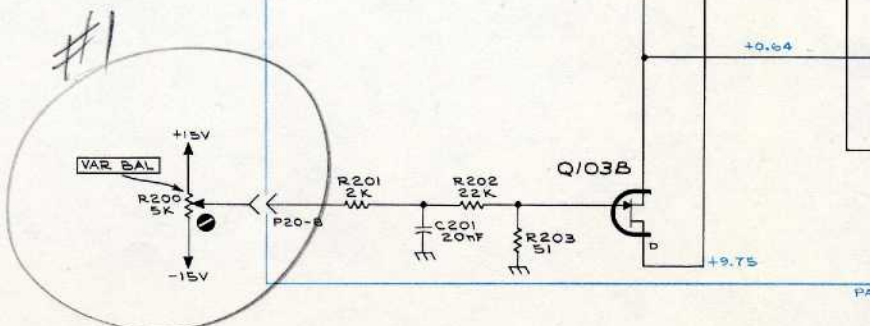 #1
+0.64
+15V
VAR BAL
Q103B
R200
5K
R201
2K
R202
22K
P20-B
C201
20nF
R203
51
D
-15V
+9.75
PA